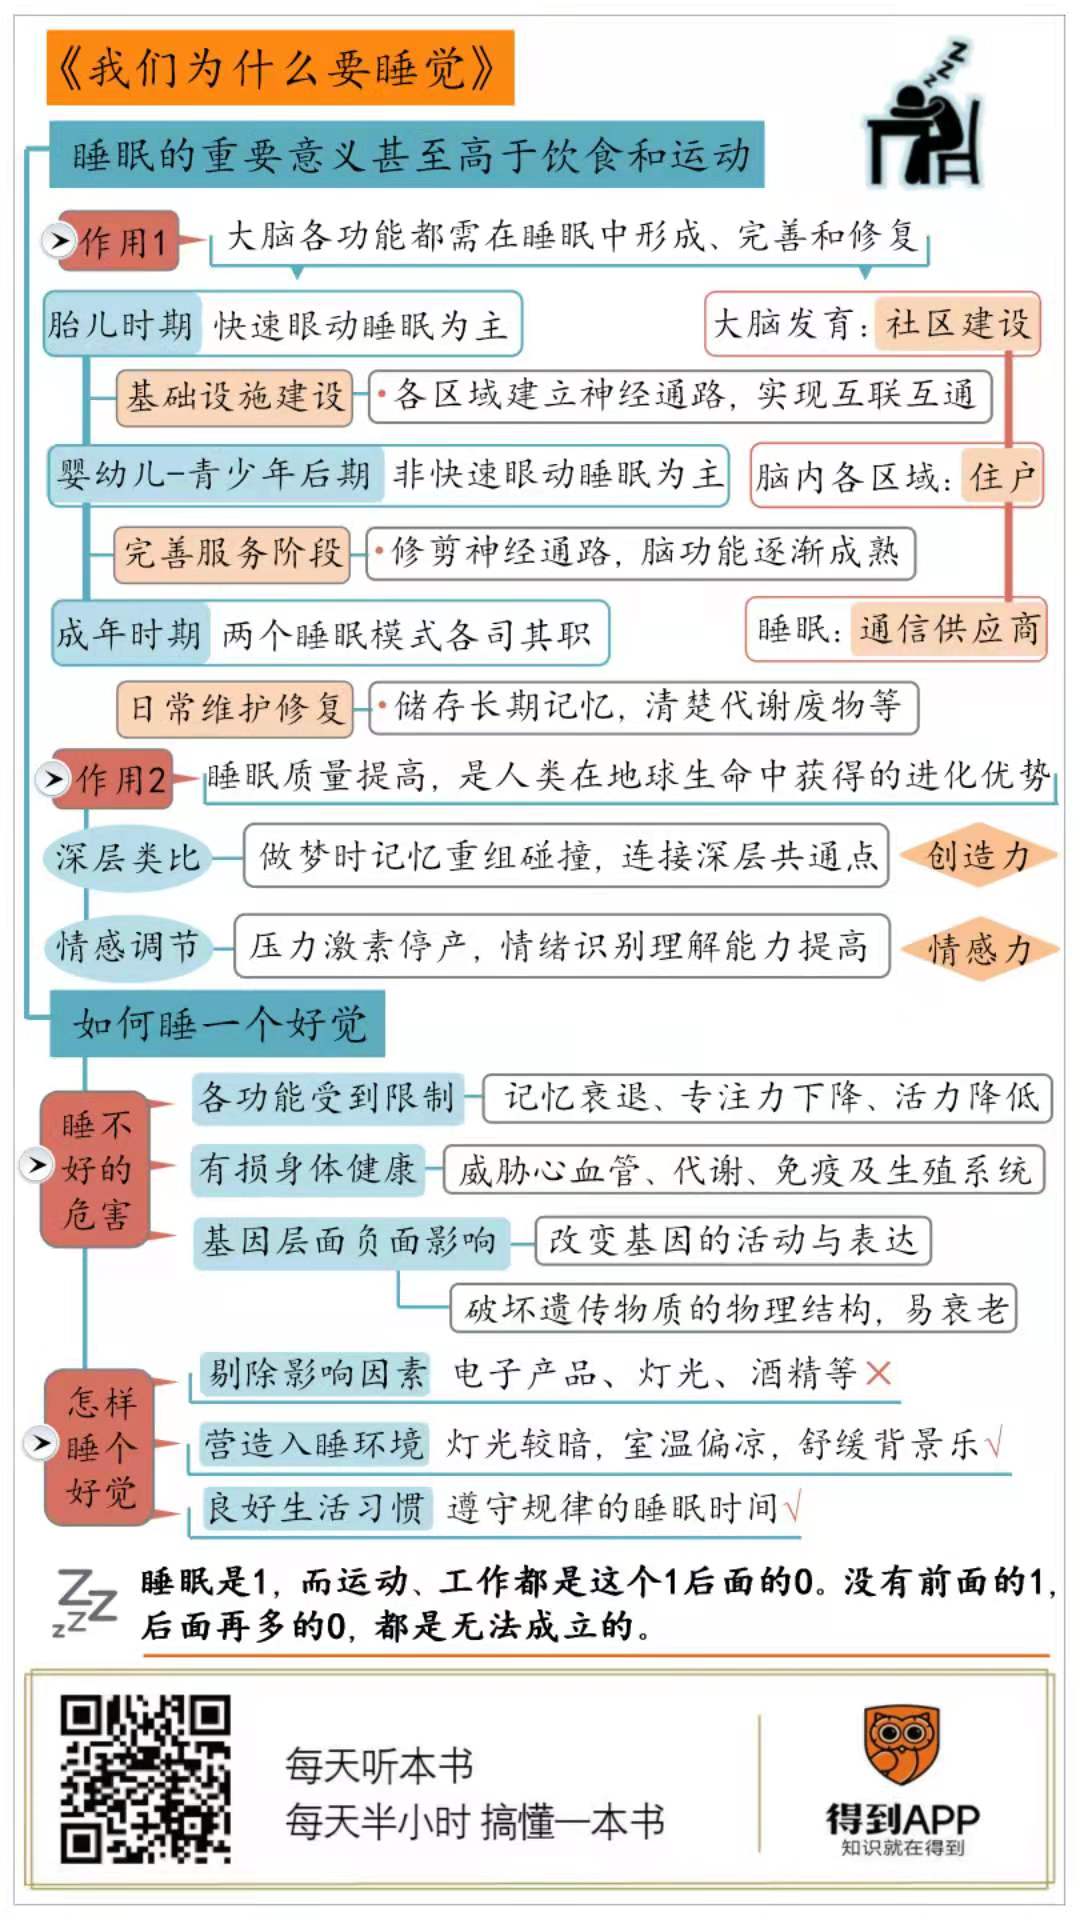 《我们为什么要睡觉》
睡眠的重要意义甚至高于饮食和运动
作用1
大脑各功能都需在睡眠中形成、完善和修复
胎儿时期 快速眼动睡眠为主
大脑发育：社区建设
基础设施建设
·各区域建立神经通路，实现互联互通
婴幼儿-青少年后期 非快速眼动睡眠为主
脑内各区域：住户
完善服务阶段
·修剪神经通路，脑功能逐渐成熟
成年时期 两个睡眠模式各司其职
睡眠：通信供应商
日常维护修复
·储存长期记忆，清楚代谢废物等
作用2
睡眠质量提高，是人类在地球生命中获得的进化优势
深层类比
做梦时记忆重组碰撞，连接深层共通点
创造力
情感调节
压力激素停产，情绪识别理解能力提高
情感力
如何睡一个好觉
睡不
好的
危害
各功能受到限制
记忆衰退、专注力下降、活力降低
有损身体健康
威胁心血管、代谢、免疫及生殖系统
基因层面负面影响
改变基因的活动与表达
破坏遗传物质的物理结构，易衰老
怎样
睡个
好觉
剔除影响因素 电子产品、灯光、酒精等×
营造入睡环境 灯光较暗，室温偏凉，舒缓背景乐√
良好生活习惯 遵守规律的睡眠时间√
睡眠是1，而运动、工作都是这个1后面的0。没有前面的1，
后面再多的0，都是无法成立的。
每天听本书
每天半小时 搞懂一本书
得到APP
知识就在得到
zZZ
zzZZ